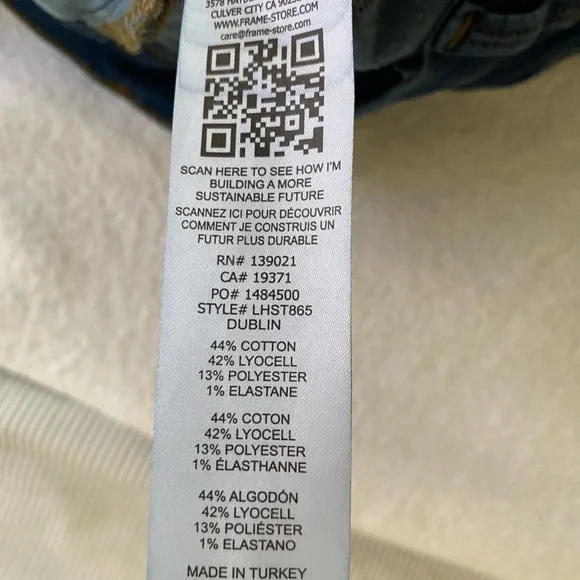 CULVER CITY CA
WWW.FRAME-STORE.COM
care@frame-store.com
SCAN HERE TO SEE HOW I'M
BUILDING A MORE
SUSTAINABLE FUTURE
SCANNEZ ICI POUR DÉCOUVRIR
COMMENT JE CONSTRUIS UN
FUTUR PLUS DURABLE
RN# 139021
CA# 19371
PO# 1484500
STYLE# LHST865
DUBLIN
44% COTTON
42% LYOCELL
13% POLYESTER
1% ELASTANE
44% COTON
42% LYOCELL
13% POLYESTER
1% ÉLASTHANNE
44% ALGODÓN
42% LYOCELL
13% POLIÉSTER
1% ELASTANO
MADE IN TURKEY